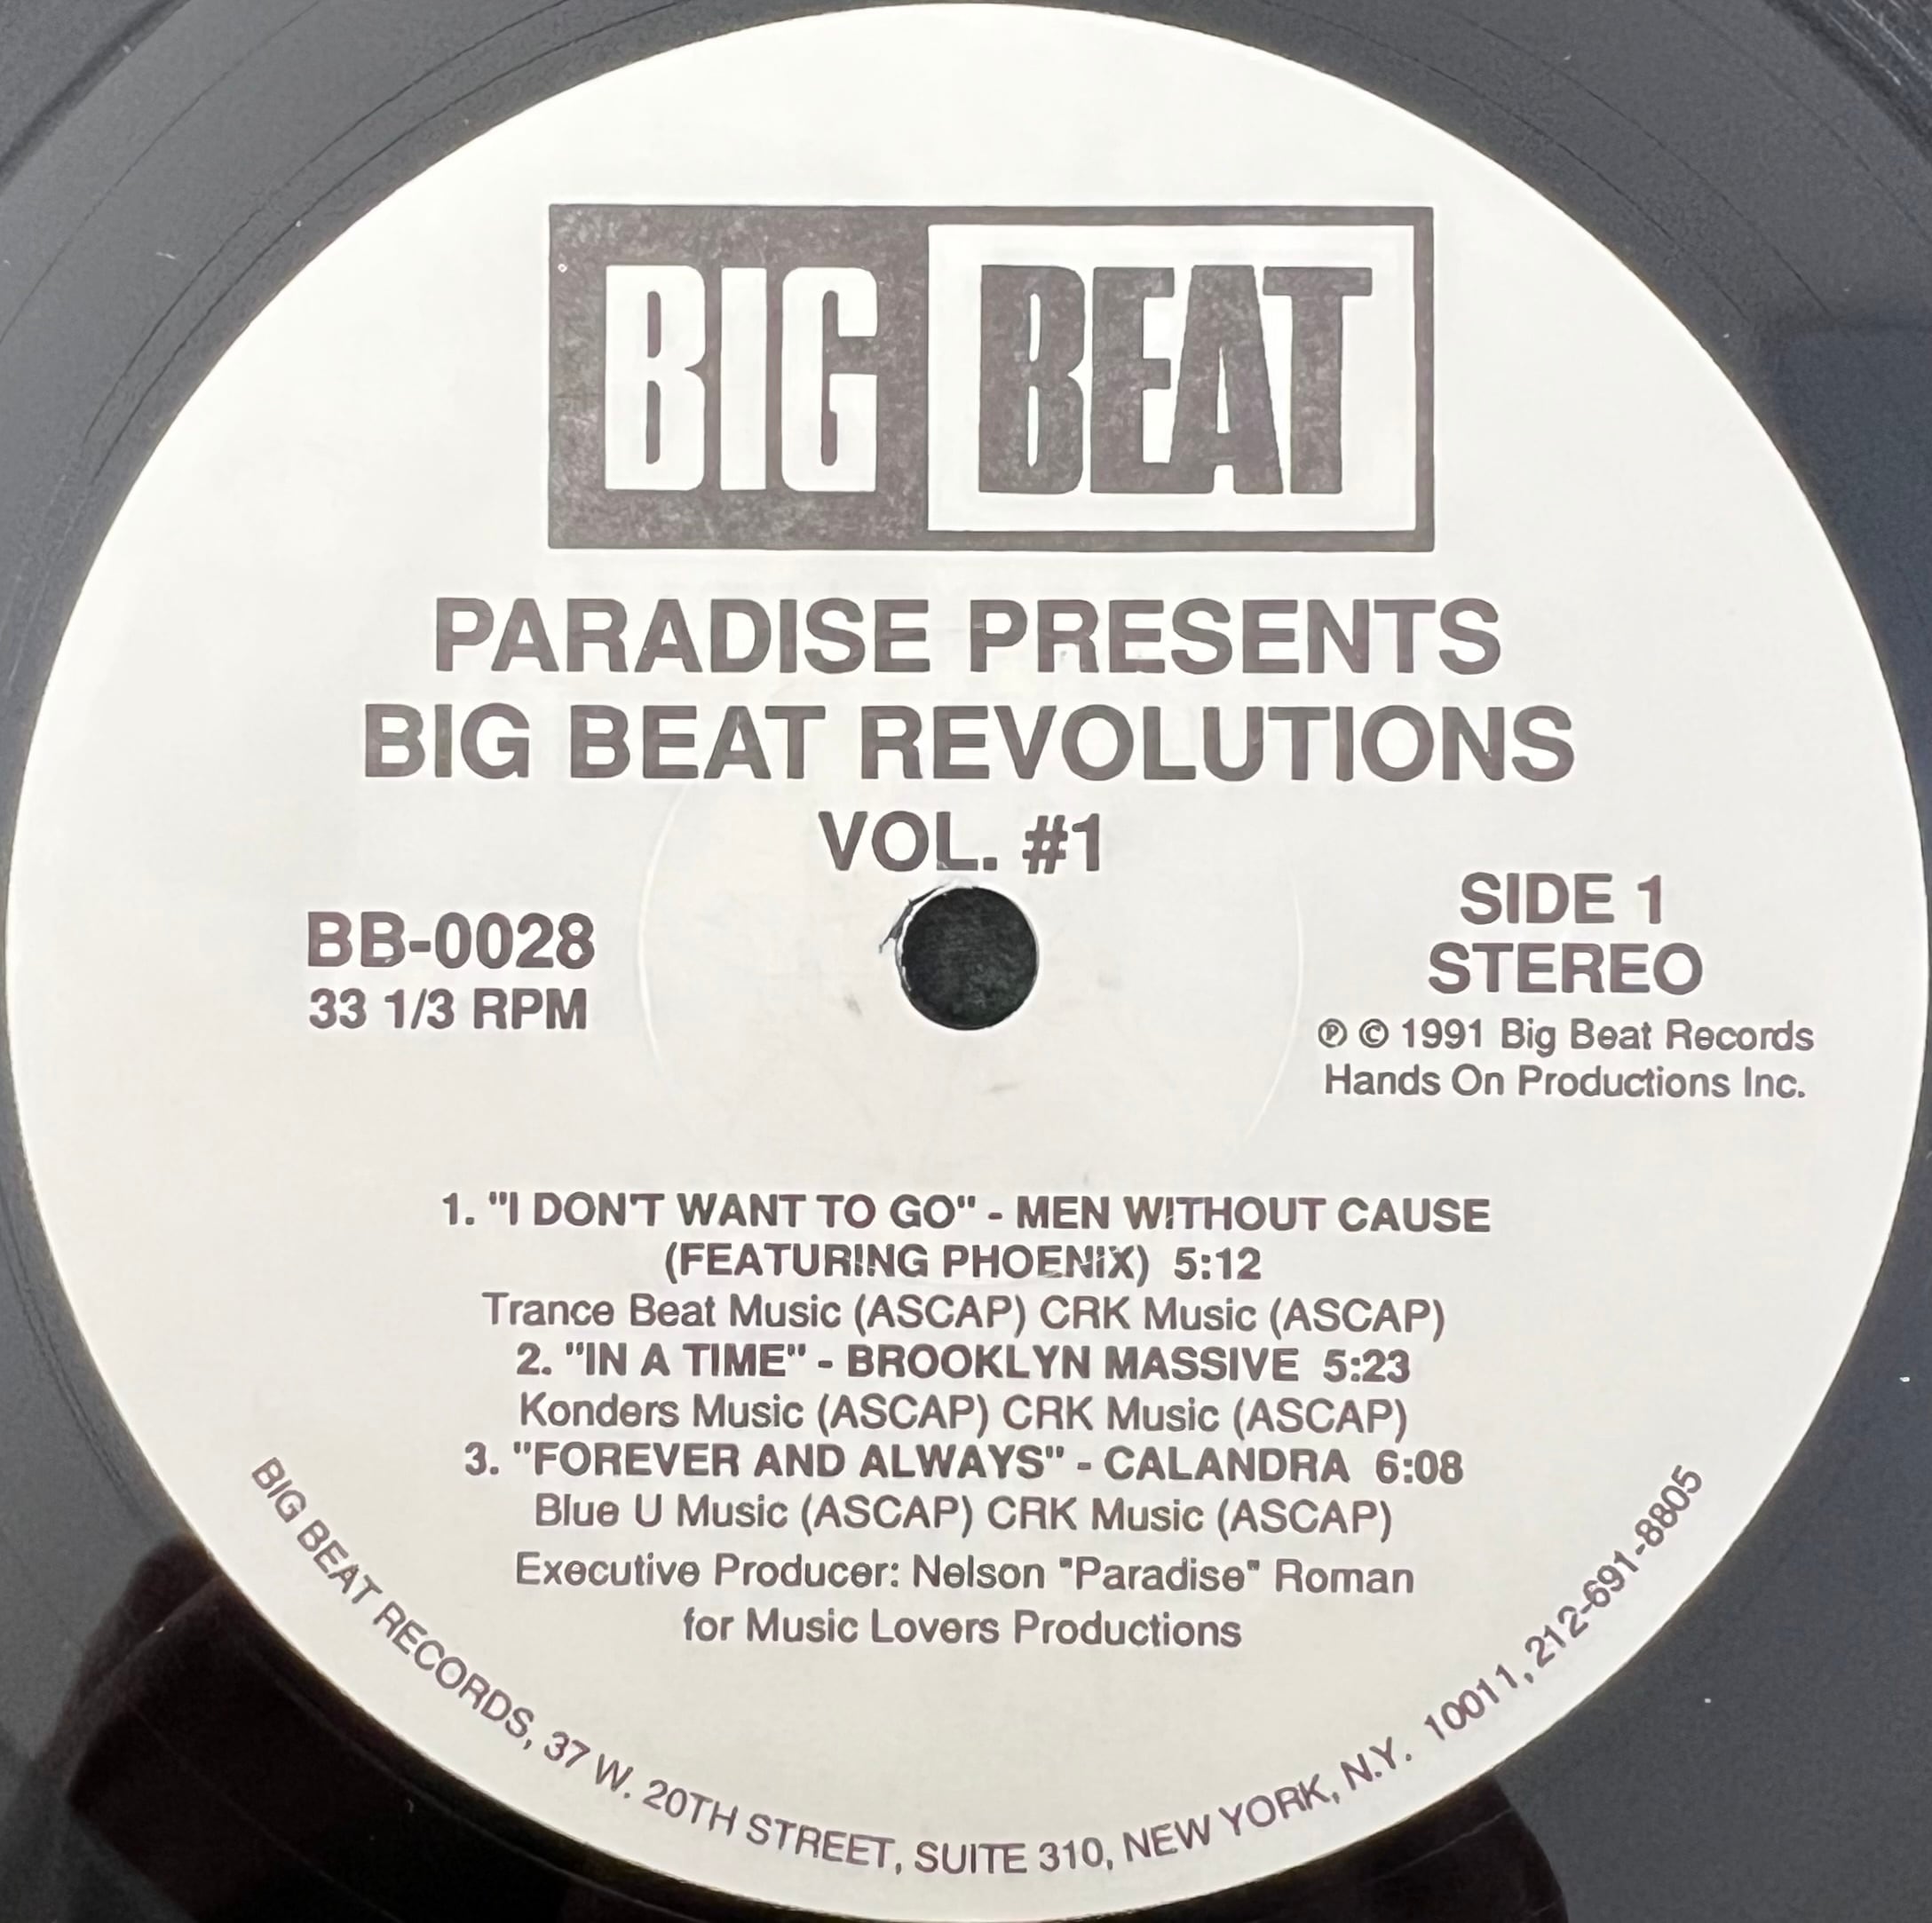 BIG BEAT
PARADISE PRESENTS
BIG BEAT REVOLUTIONS
VOL. #1
BB-0028
33 1/3 RPM
SIDE 1
STEREO
℗ © 1991 Big Beat Records
Hands On Productions Inc.
1. "I DON'T WANT TO GO" - MEN WITHOUT CAUSE
(FEATURING PHOENIX) 5:12
Trance Beat Music (ASCAP) CRK Music (ASCAP)
2. "IN A TIME" - BROOKLYN MASSIVE 5:23
Konders Music (ASCAP) CRK Music (ASCAP)
3. "FOREVER AND ALWAYS" - CALANDRA 6:08
Blue U Music (ASCAP) CRK Music (ASCAP)
Executive Producer: Nelson "Paradise" Roman
for Music Lovers Productions
BIG BEAT RECORDS, 37 W. 20TH STREET, SUITE 310, NEW YORK, N.Y. 10011, 212-691-8805